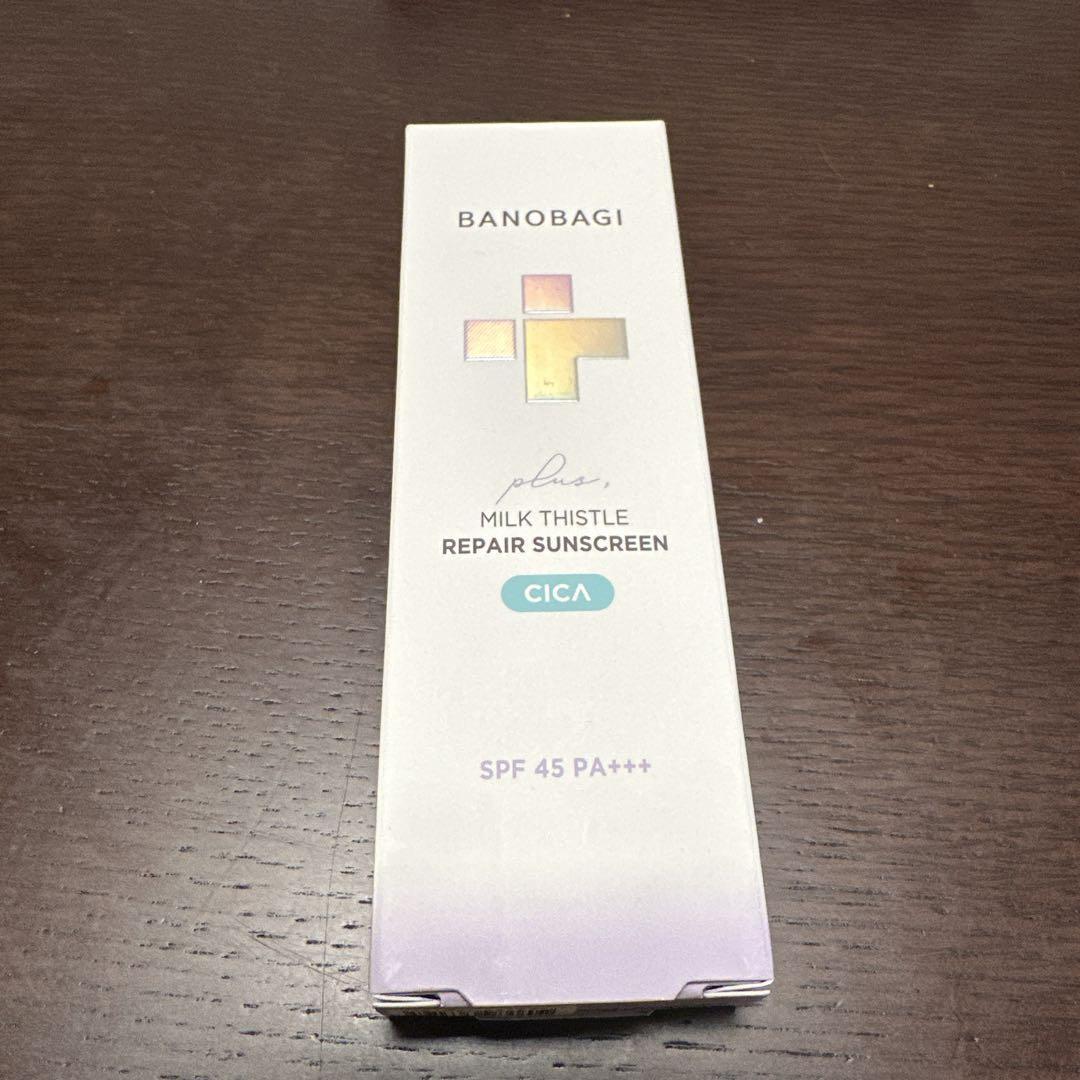 BANOBAGI
plus,
MILK THISTLE
REPAIR SUNSCREEN
CICA
SPF 45 PA+++